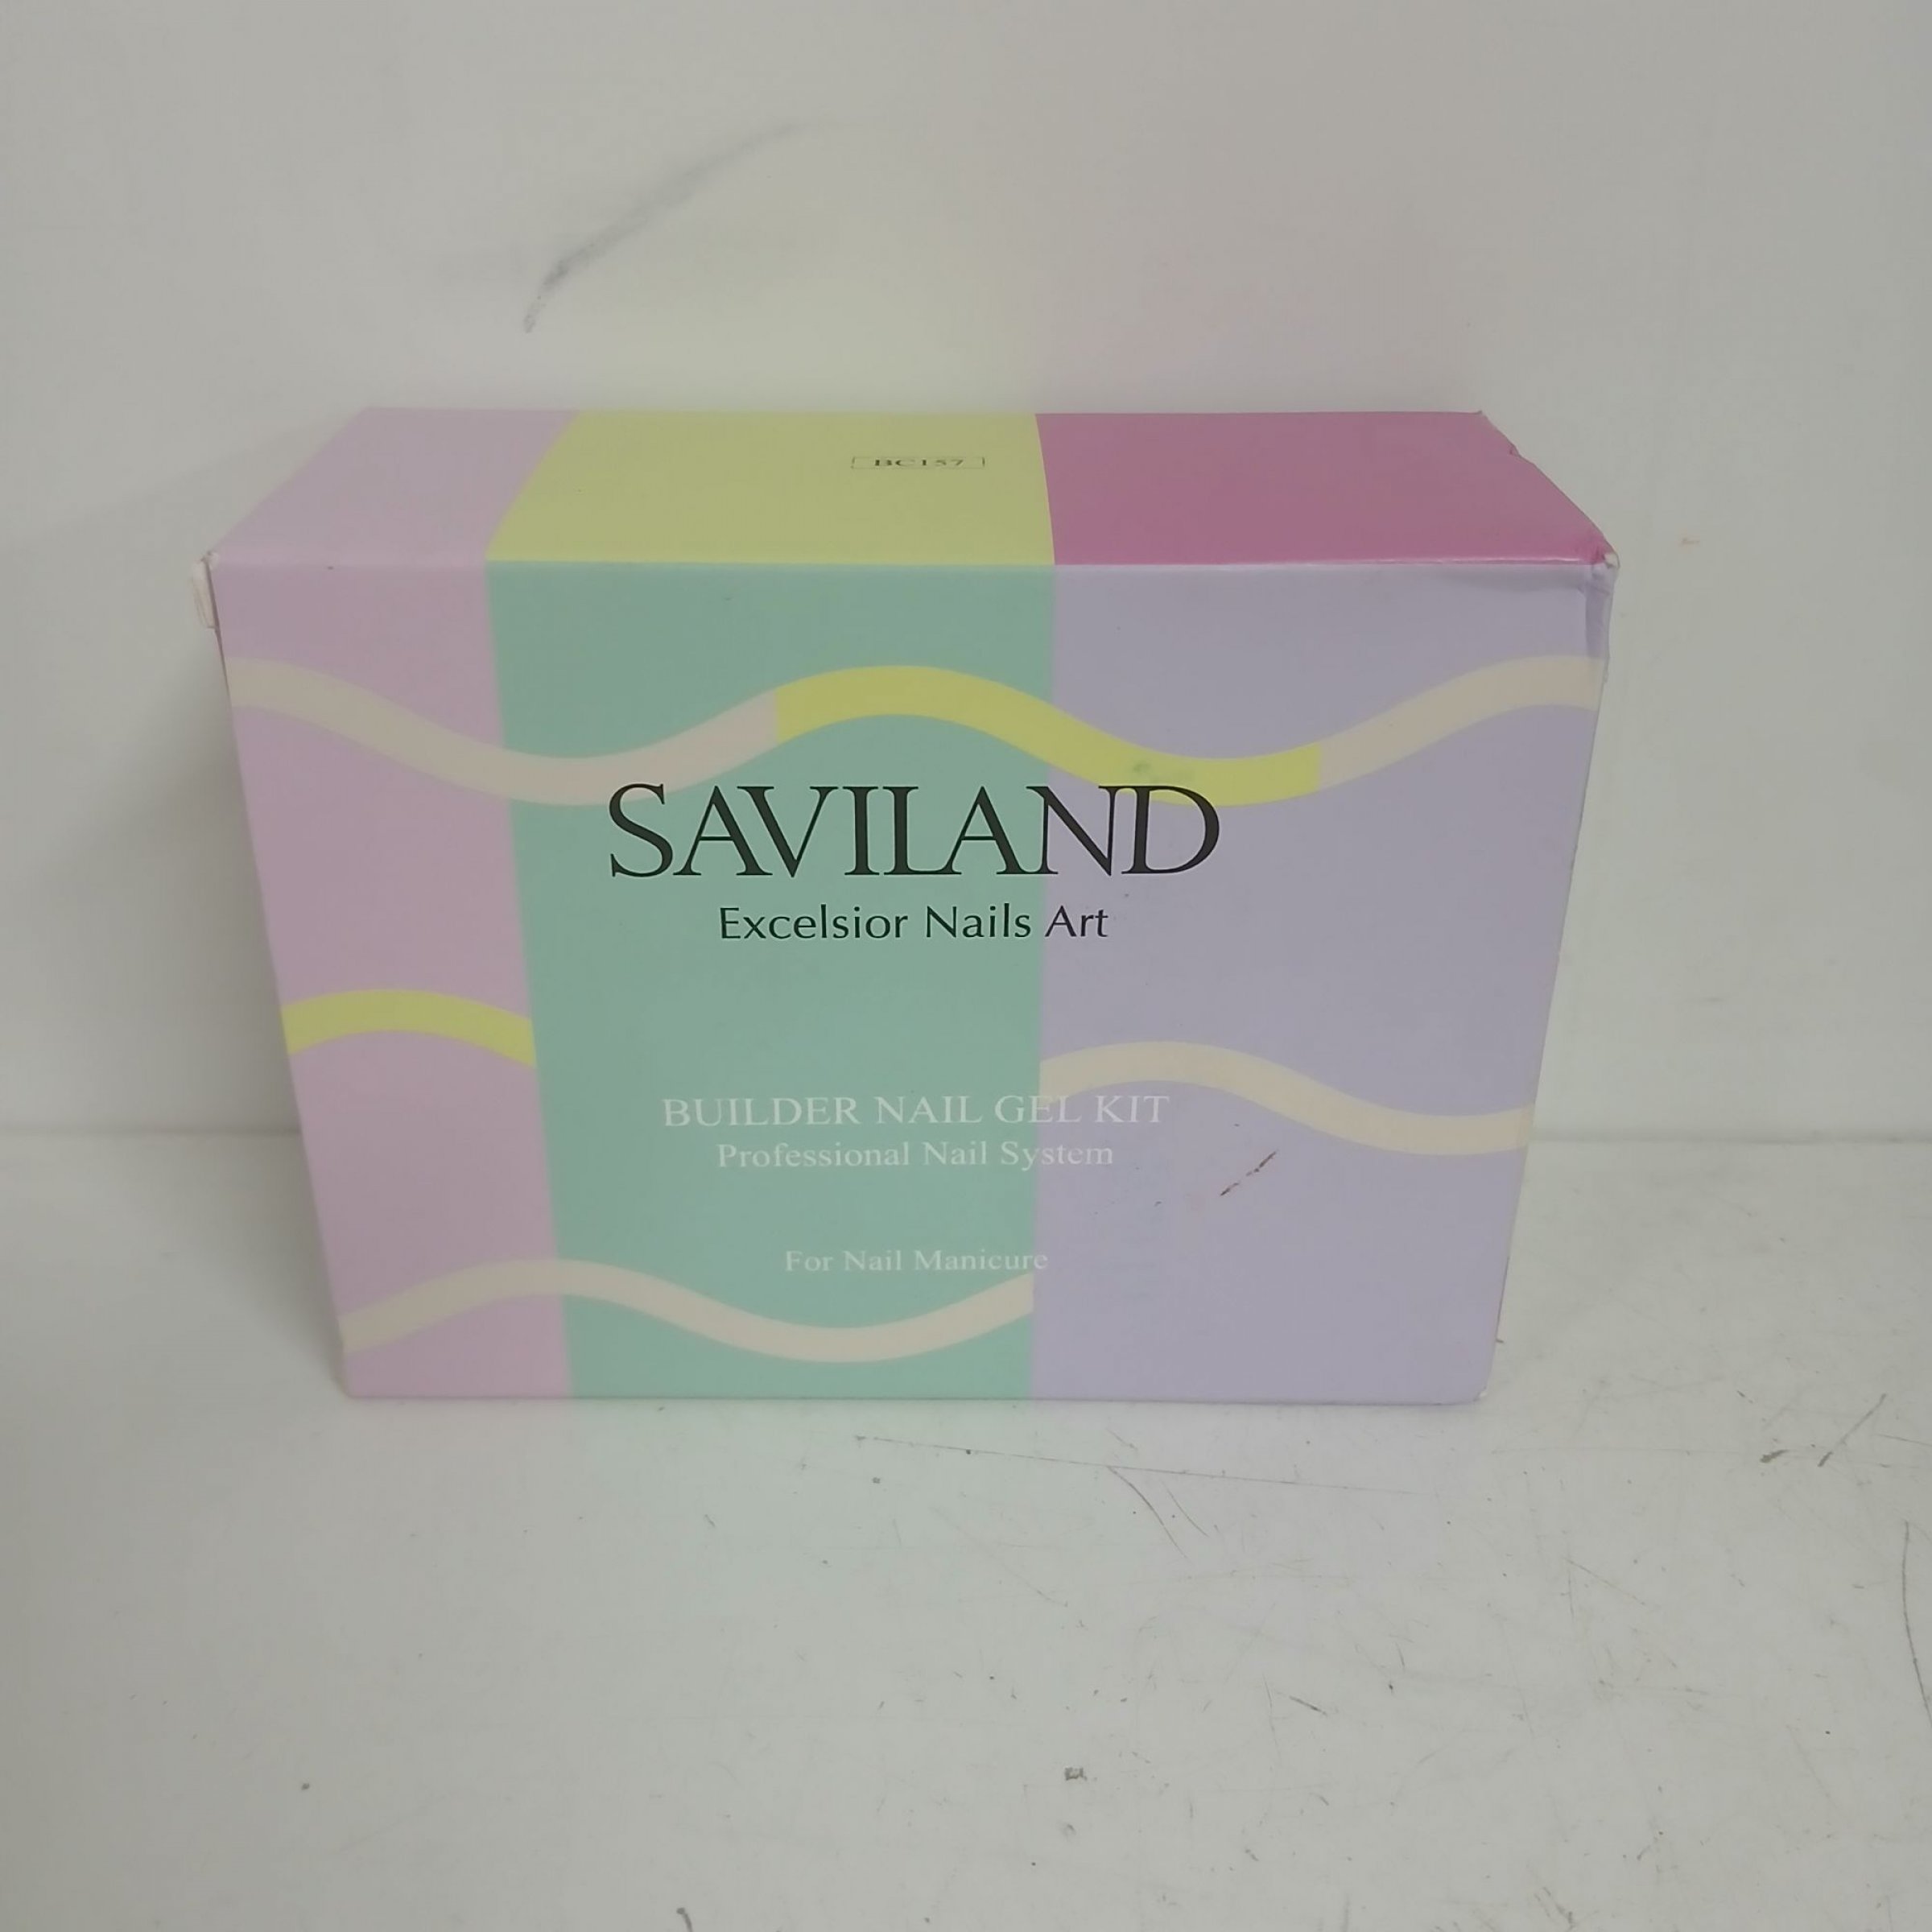 BC157
SAVILAND
Excelsior Nails Art
BUILDER NAIL GEL KIT
Professional Nail System
For Nail Manicure